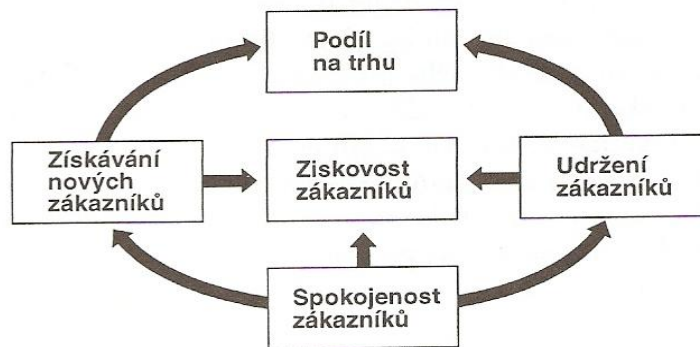 Podíl
na trhu
Získávání
nových
zákazníků
Ziskovost
zákazníků
Udržení
zákazníků
Spokojenost
zákazníků